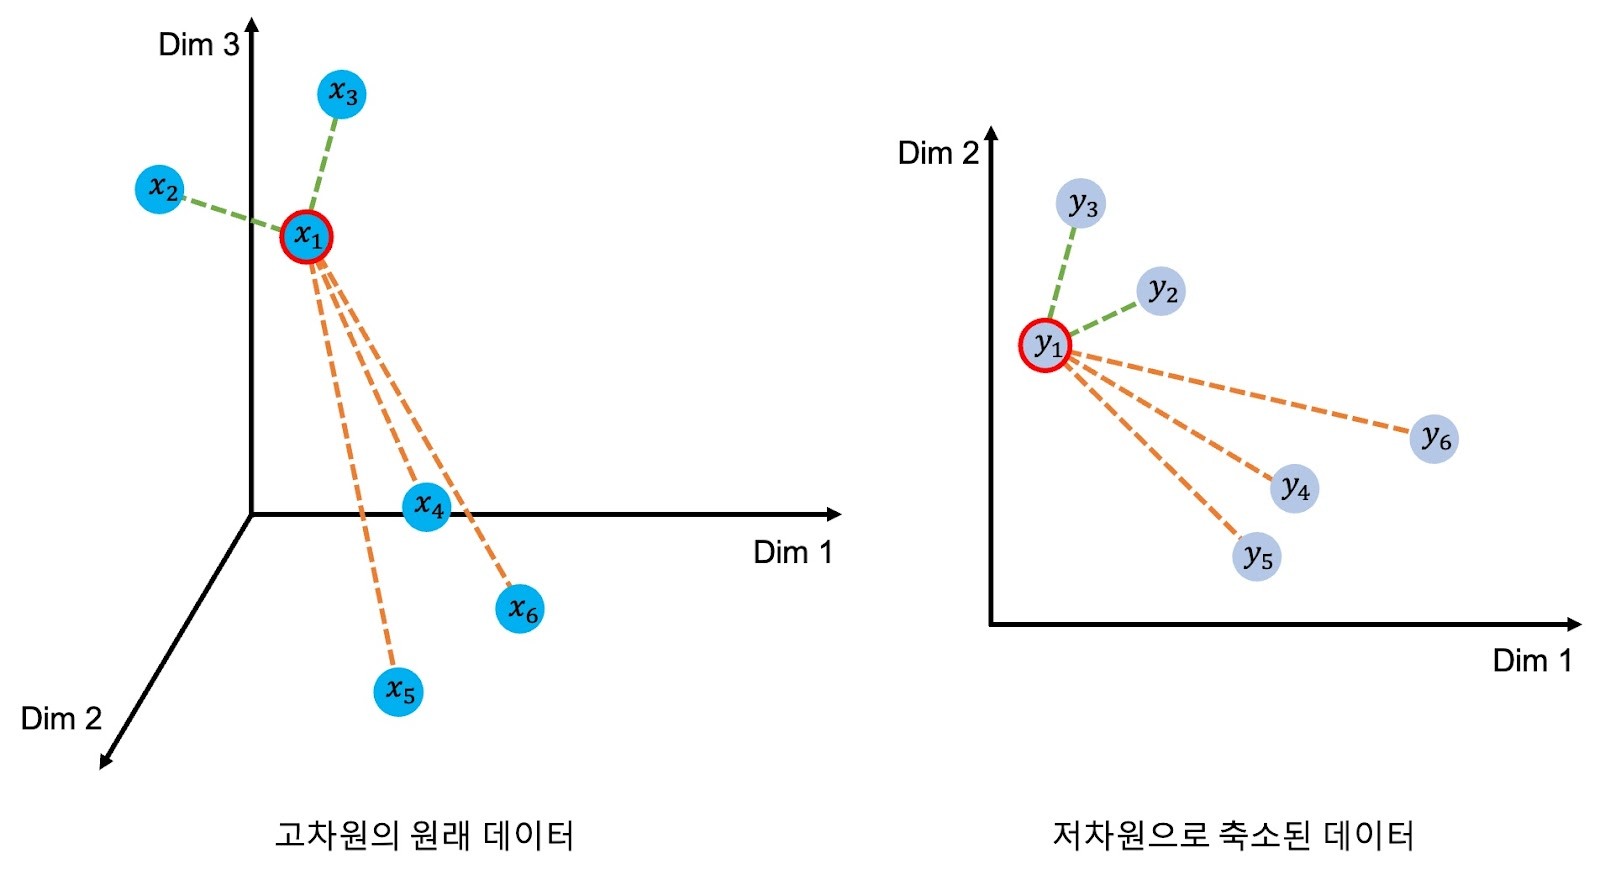 Dim 3
x₃
x₂
x₁
x₄
Dim 1
x₆
x₅
Dim 2
고차원의 원래 데이터
Dim 2
y₃
y₂
y₁
y₆
y₄
y₅
Dim 1
저차원으로 축소된 데이터